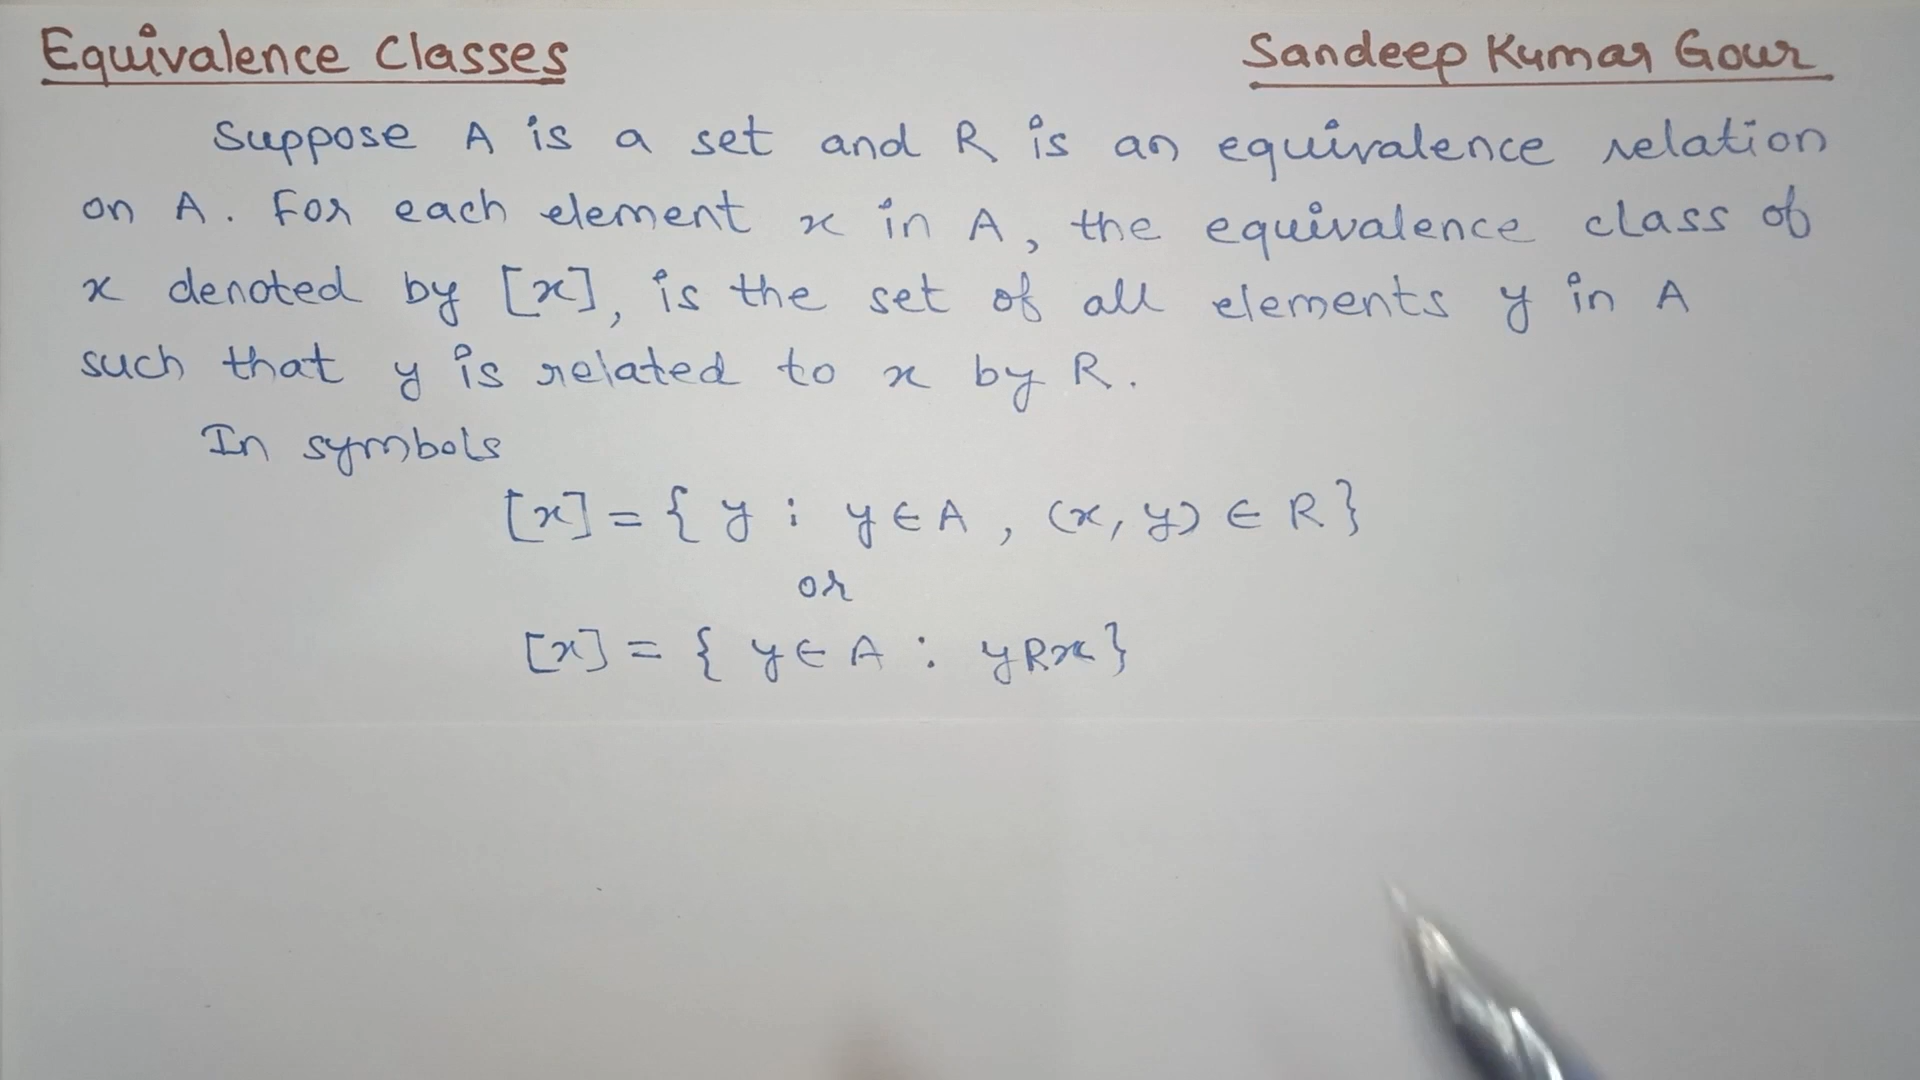 Equivalence Classes
Sandeep Kumar Gour
Suppose A is a set and R is an equivalence relation
on A. For each element x in A, the equivalence class of
x denoted by [x], is the set of all elements y in A
such that y is related to x by R.
In symbols
[x] = { y : y ∈ A , (x, y) ∈ R }
or
[x] = { y ∈ A : yRx }